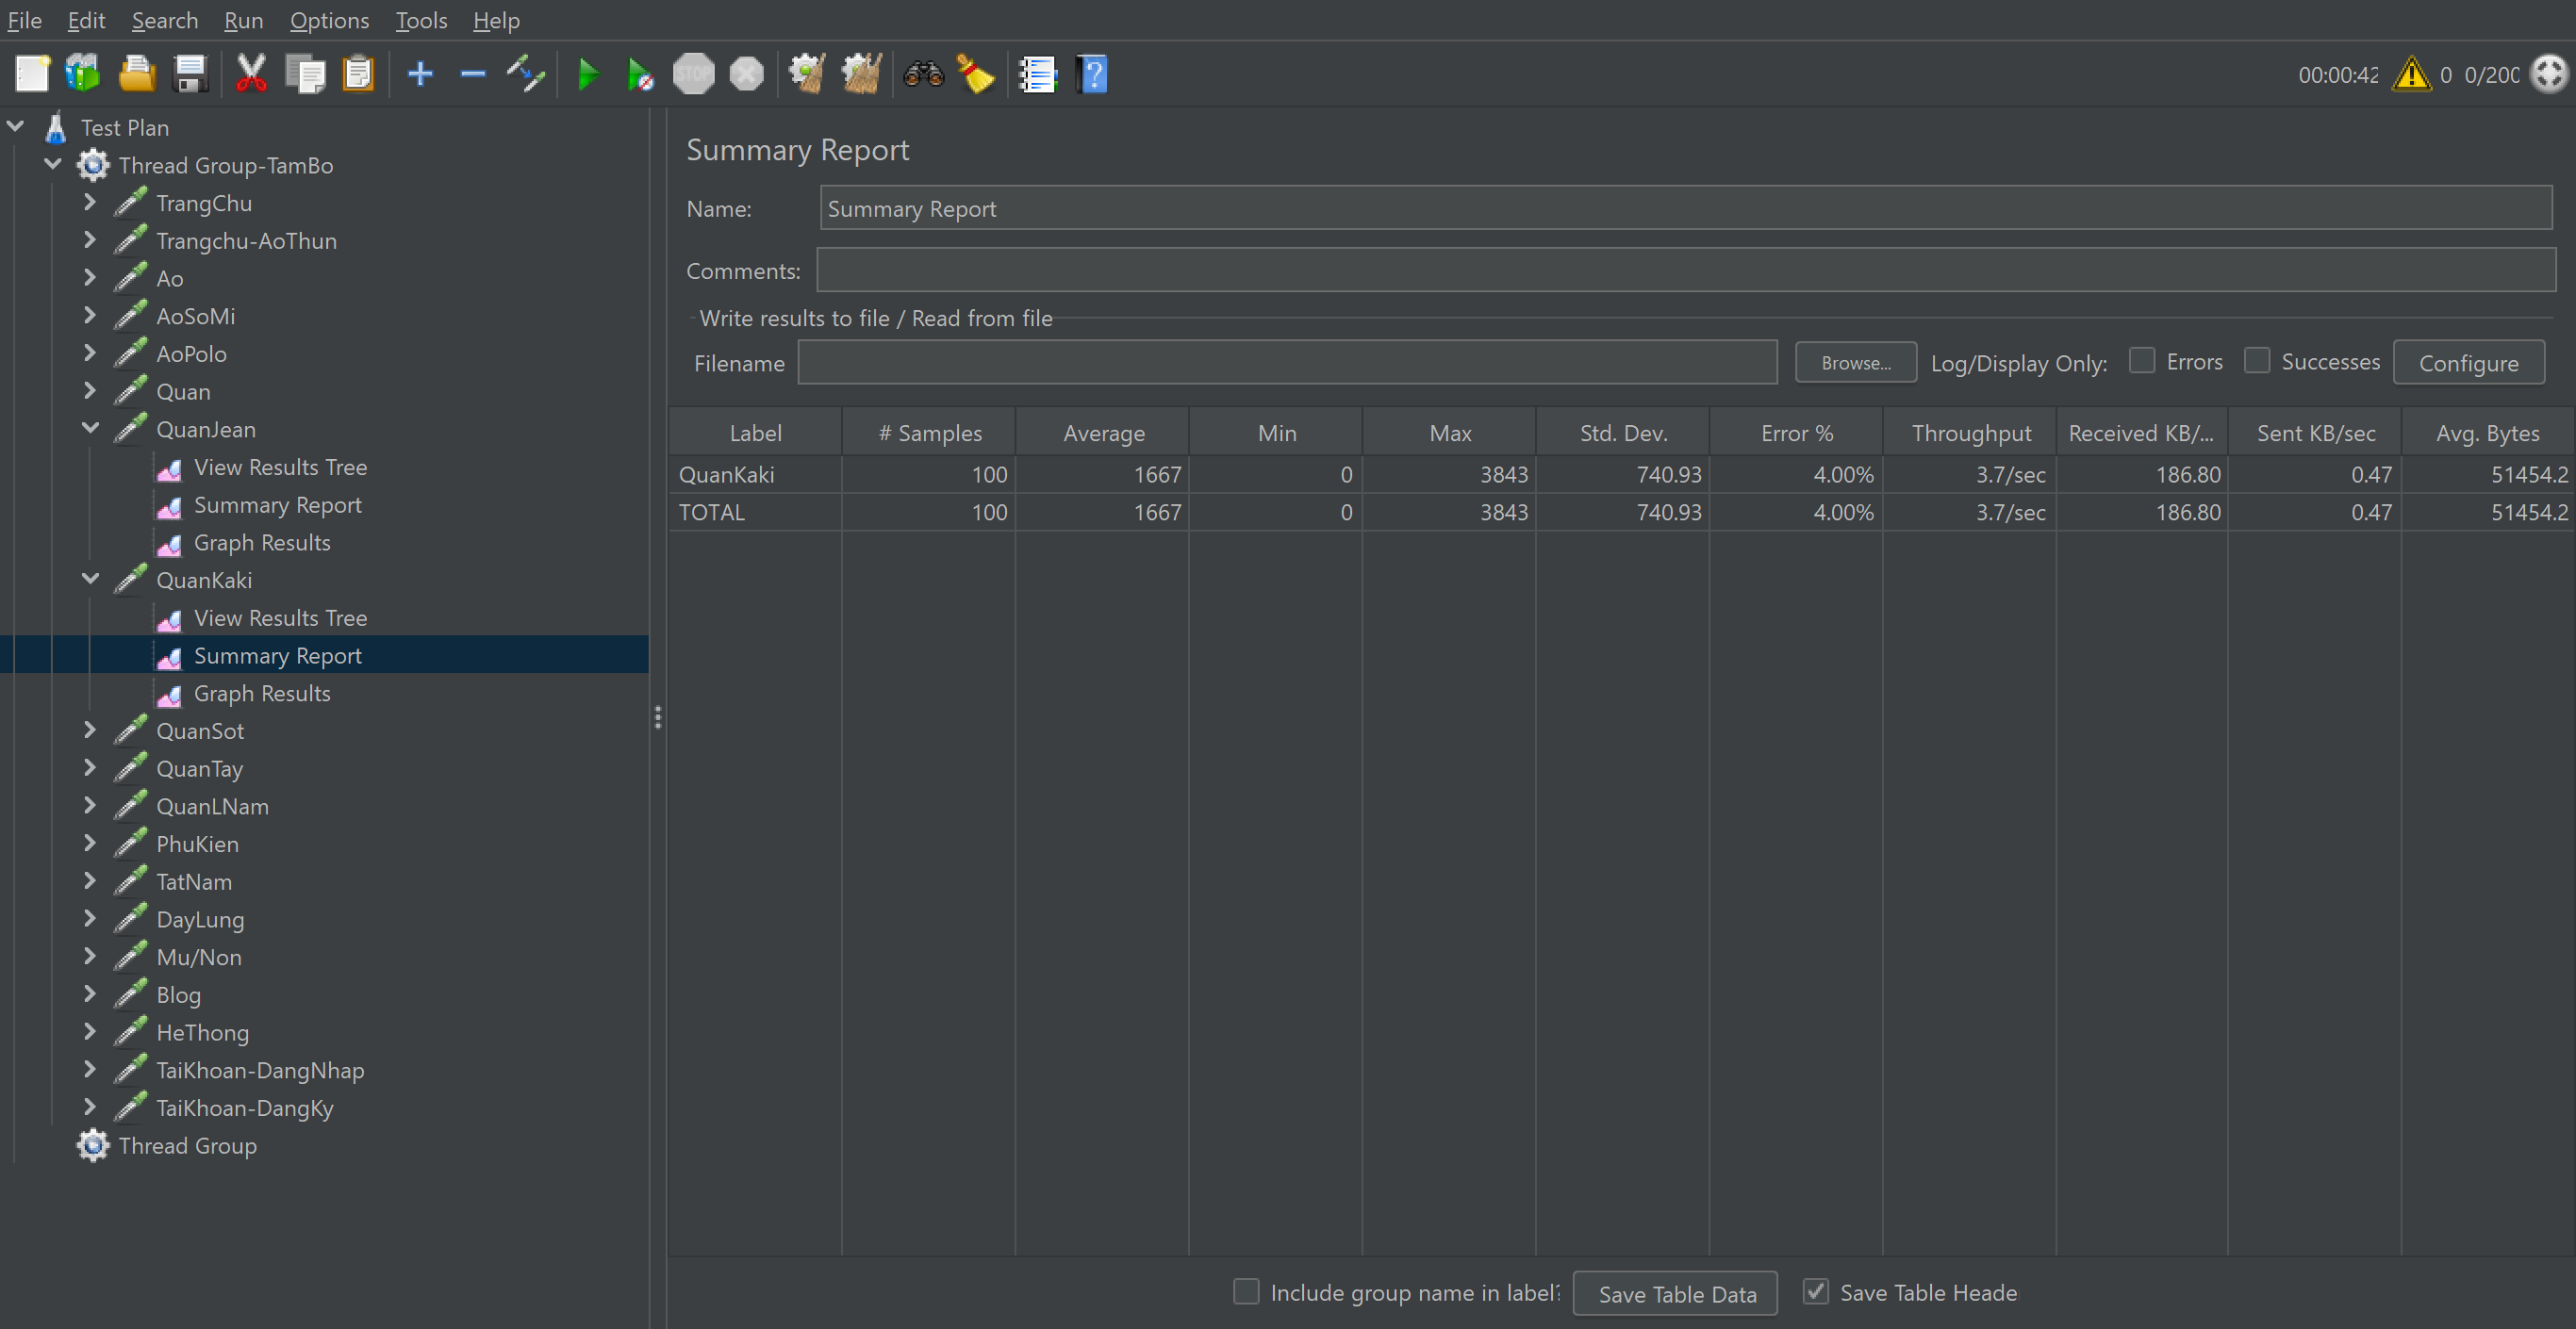 File Edit Search Run Options Tools Help
STOP
00:00:42 0 0/200
Test Plan
Thread Group-TamBo
TrangChu
Trangchu-AoThun
Ao
AoSoMi
AoPolo
Quan
QuanJean
View Results Tree
Summary Report
Graph Results
QuanKaki
View Results Tree
Summary Report
Graph Results
QuanSot
QuanTay
QuanLNam
PhuKien
TatNam
DayLung
Mu/Non
Blog
HeThong
TaiKhoan-DangNhap
TaiKhoan-DangKy
Thread Group
Summary Report
Name: Summary Report
Comments:
Write results to file / Read from file
Filename Browse... Log/Display Only: Errors Successes Configure
Label # Samples Average Min Max Std. Dev. Error % Throughput Received KB/... Sent KB/sec Avg. Bytes
QuanKaki 100 1667 0 3843 740.93 4.00% 3.7/sec 186.80 0.47 51454.2
TOTAL 100 1667 0 3843 740.93 4.00% 3.7/sec 186.80 0.47 51454.2
Include group name in label? Save Table Data Save Table Heade